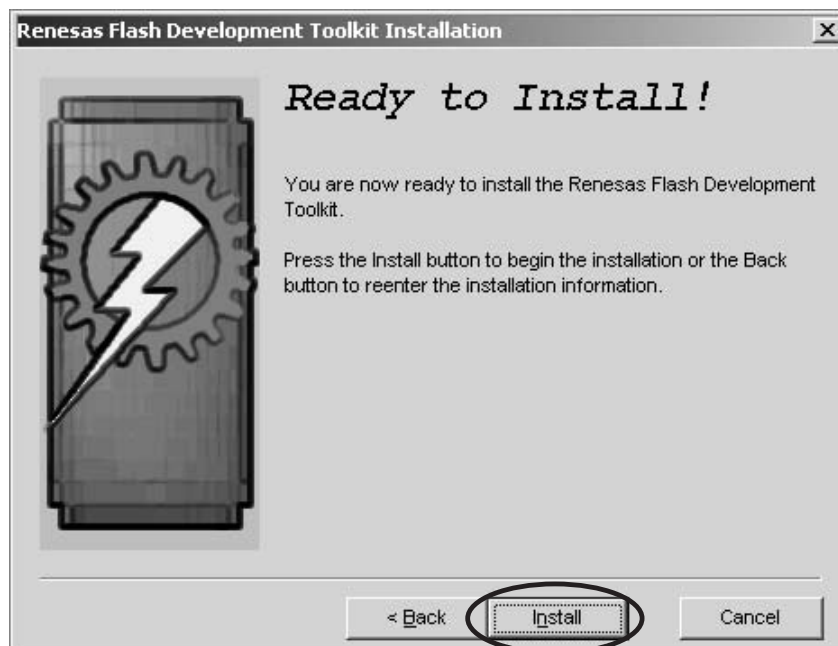 Renesas Flash Development Toolkit Installation
Ready to Install!
You are now ready to install the Renesas Flash Development
Toolkit.
Press the Install button to begin the installation or the Back
button to reenter the installation information.
< Back
Install
Cancel